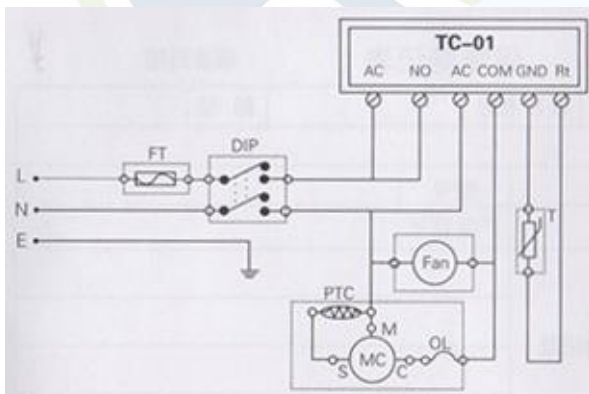 TC-01
AC NO AC COM GND Rt
FT
DIP
L
N
E
T
Fan
PTC
M
OL
S
MC
C